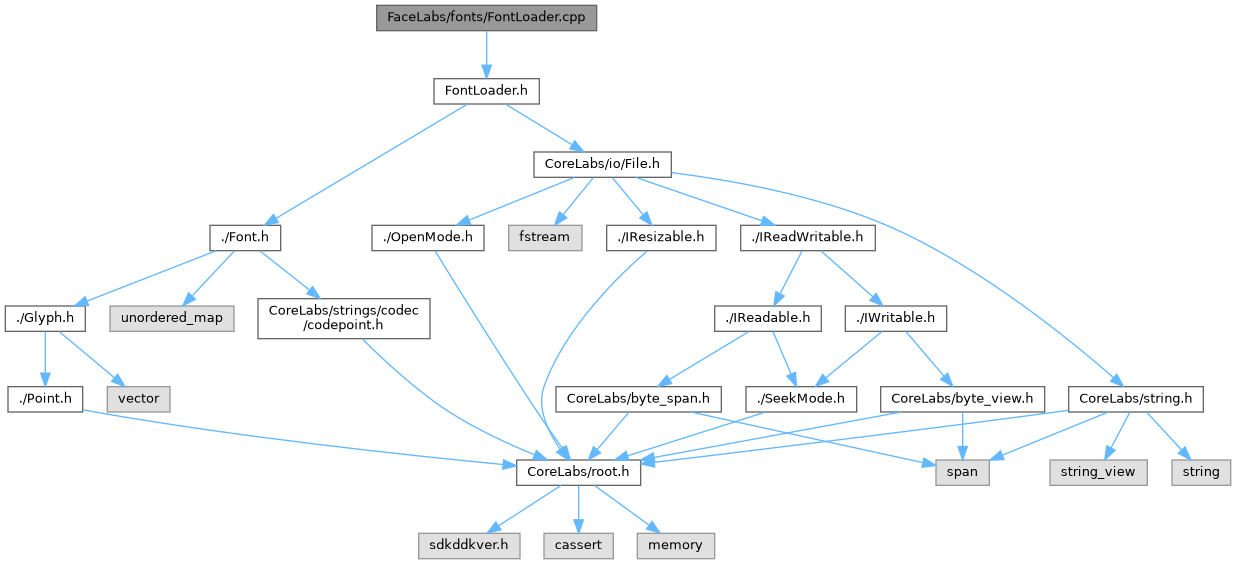 FaceLabs/fonts/FontLoader.cpp
FontLoader.h
CoreLabs/io/File.h
./Font.h
./OpenMode.h
fstream
./IResizable.h
./IReadWritable.h
./Glyph.h
unordered_map
CoreLabs/strings/codec
/codepoint.h
./IReadable.h
./IWritable.h
./Point.h
vector
CoreLabs/byte_span.h
./SeekMode.h
CoreLabs/byte_view.h
CoreLabs/string.h
CoreLabs/root.h
span
string_view
string
sdkddkver.h
cassert
memory